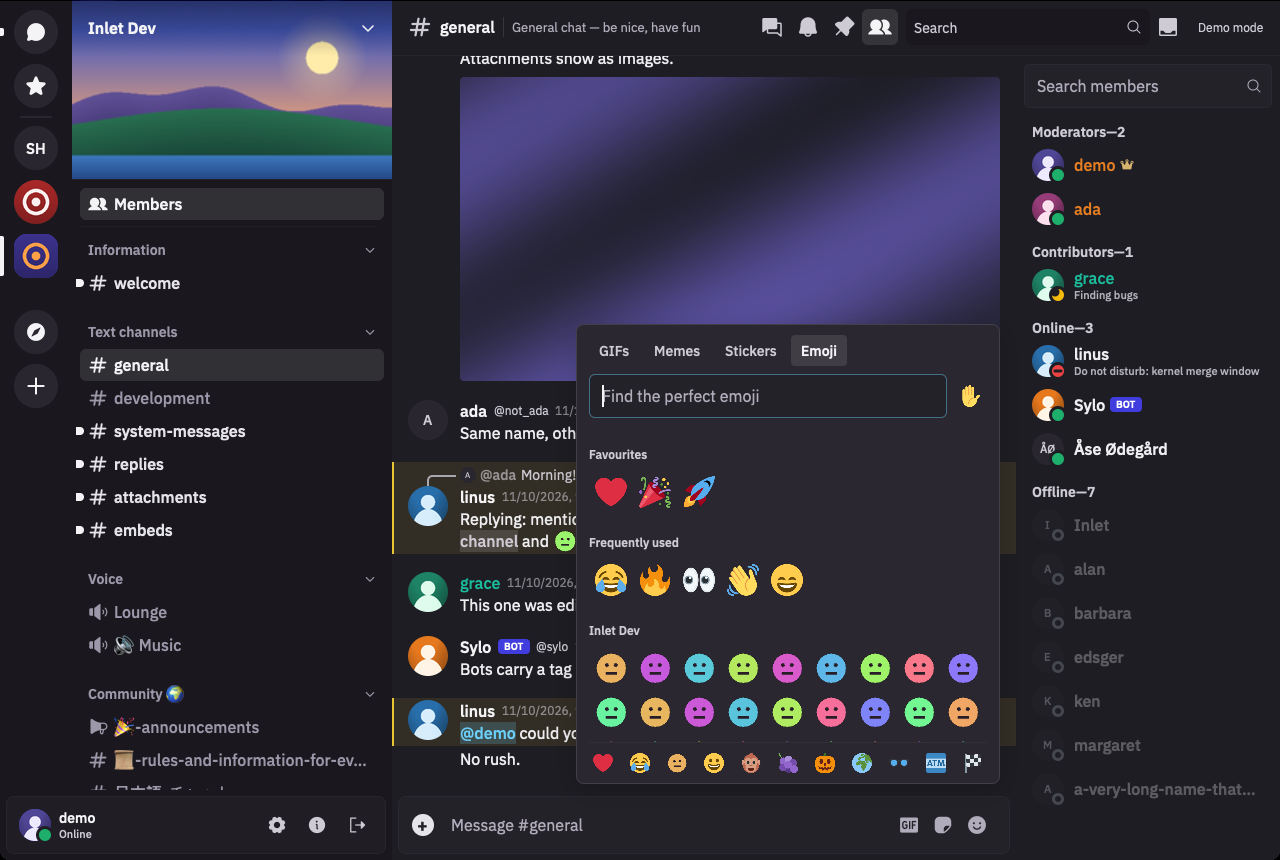 Inlet Dev
SH
Members
Information
# welcome
Text channels
# general
# development
# system-messages
# replies
# attachments
# embeds
Voice
Lounge
Music
Community
-announcements
# -rules-and-information-for-ev...
demo
Online
# general
General chat — be nice, have fun
Search
Demo mode
Attachments show as images.
A
ada @not_ada 11/
Same name, oth
A @ada Morning!
linus 11/10/2026,
Replying: mentio
channel and
grace 11/10/2026,
This one was edi
Sylo BOT @sylo
Bots carry a tag
linus 11/10/2026,
@demo could yo
No rush.
GIFs
Memes
Stickers
Emoji
Find the perfect emoji
Favourites
Frequently used
Inlet Dev
ATM
Message #general
GIF
Search members
Moderators—2
demo
ada
Contributors—1
grace
Finding bugs
Online—3
linus
Do not disturb: kernel merge window
Sylo BOT
ÅØ
Åse Ødegård
Offline—7
I
Inlet
A
alan
B
barbara
E
edsger
K
ken
M
margaret
A
a-very-long-name-that...